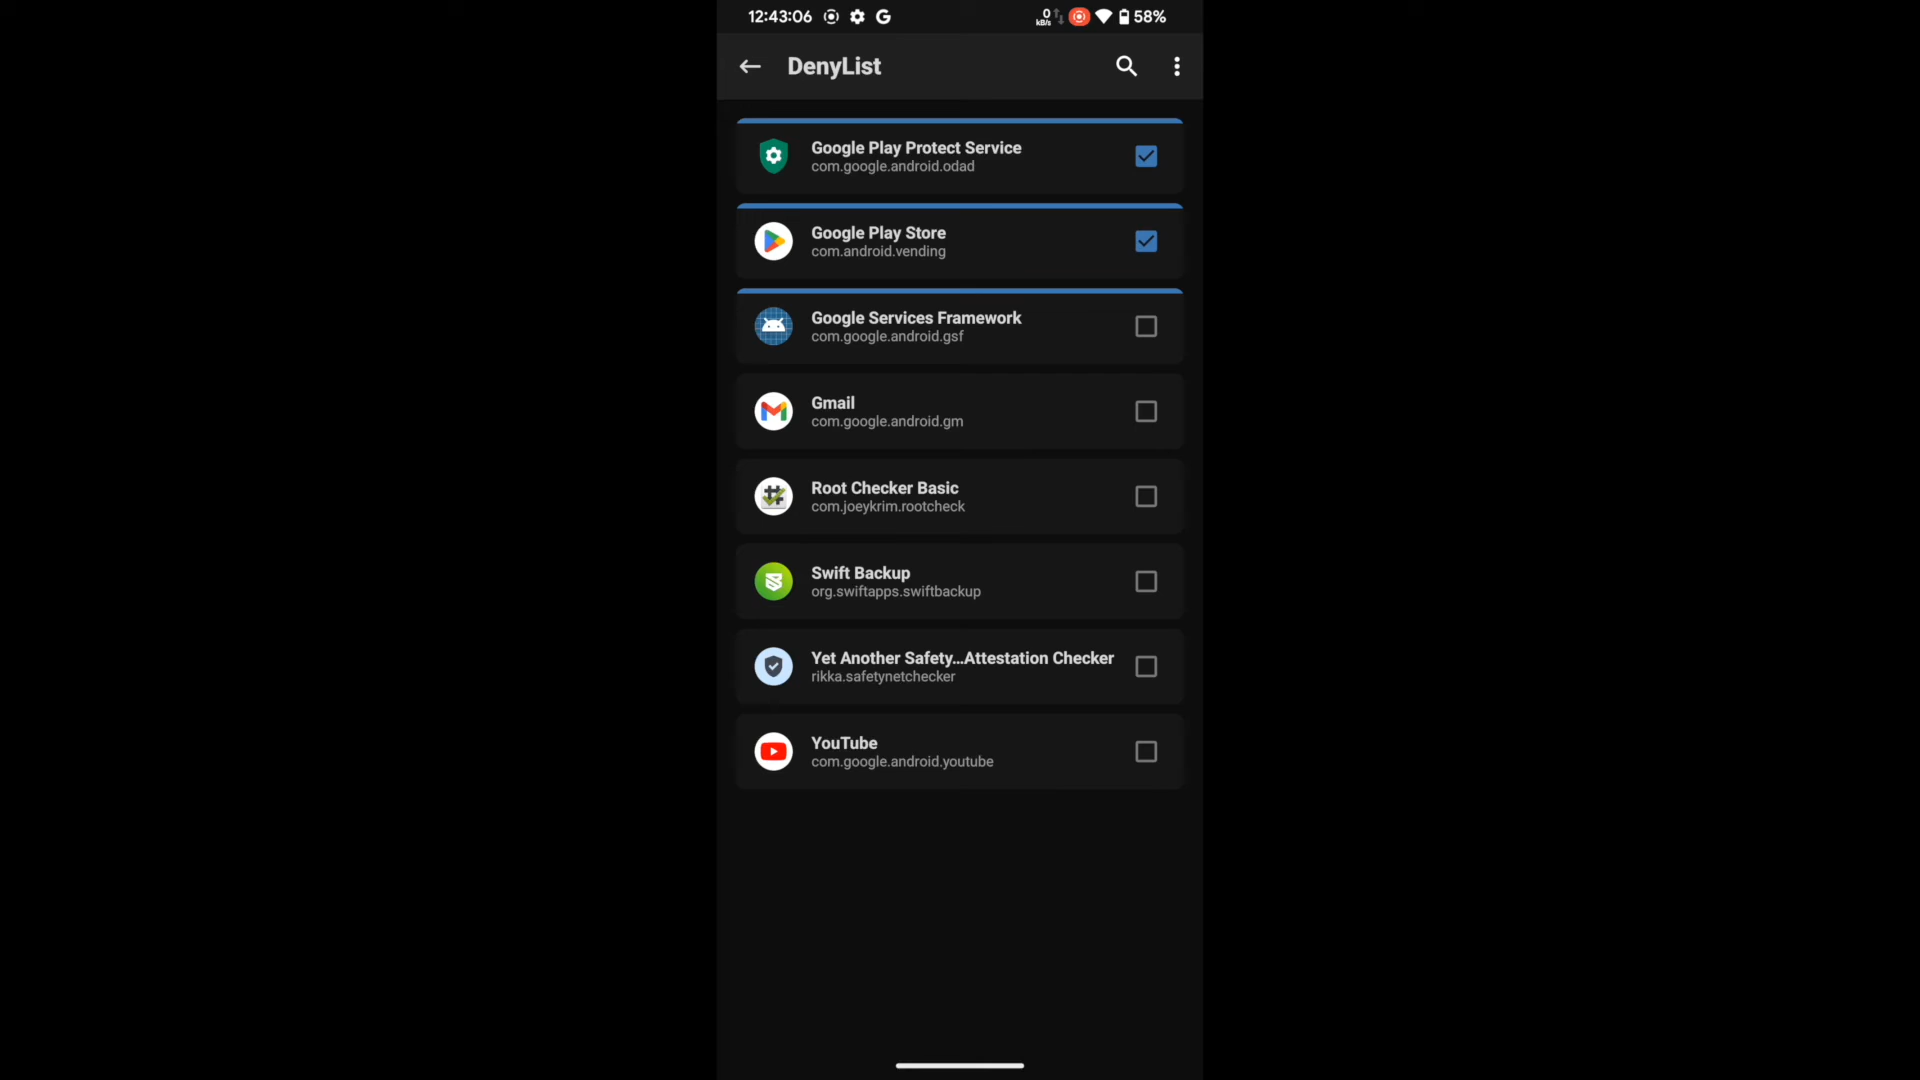 12:43:06
0
kB/s
58%
DenyList
Google Play Protect Service
com.google.android.odad
Google Play Store
com.android.vending
Google Services Framework
com.google.android.gsf
Gmail
com.google.android.gm
Root Checker Basic
com.joeykrim.rootcheck
Swift Backup
org.swiftapps.swiftbackup
Yet Another Safety…Attestation Checker
rikka.safetynetchecker
YouTube
com.google.android.youtube